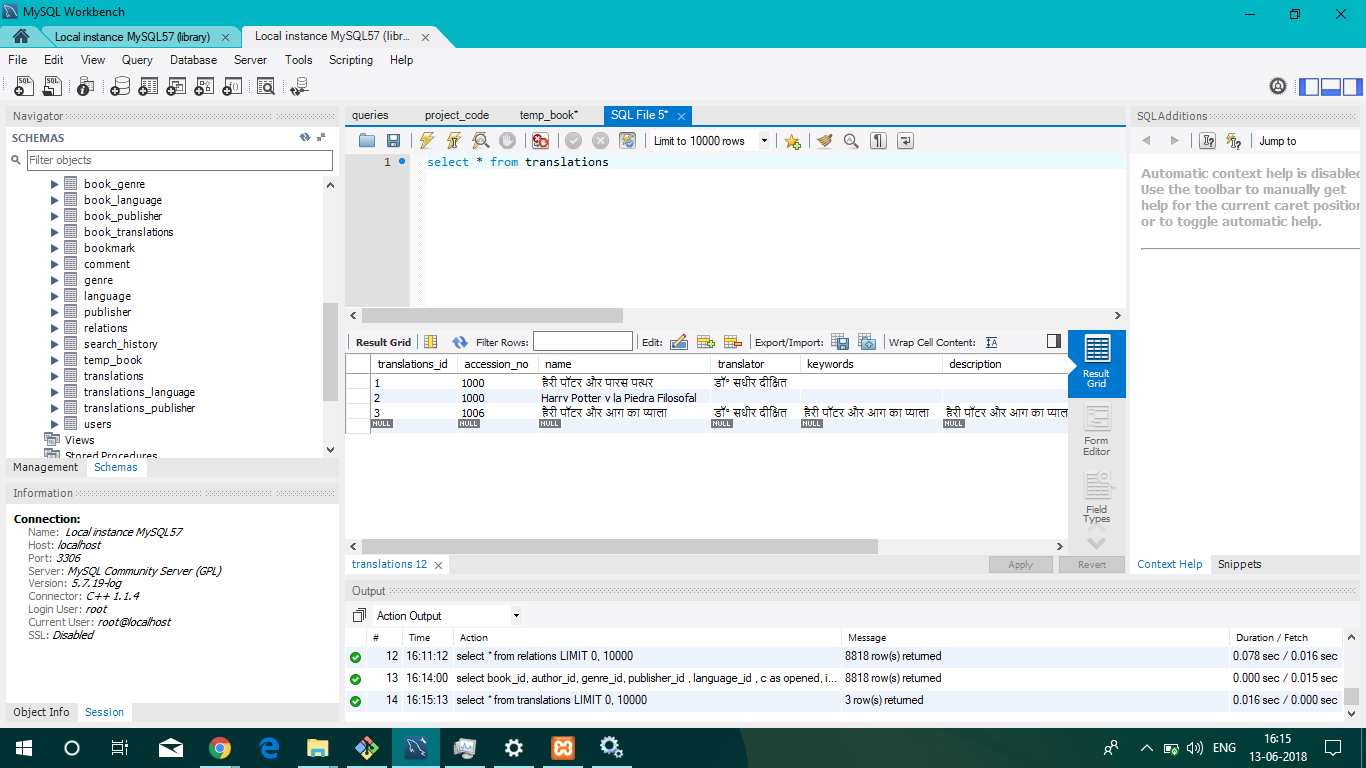 MySQL Workbench
Local instance MySQL57 (library) Local instance MySQL57 (libr...
File Edit View Query Database Server Tools Scripting Help
Navigator
SCHEMAS
Filter objects
book_genre
book_language
book_publisher
book_translations
bookmark
comment
genre
language
publisher
relations
search_history
temp_book
translations
translations_language
translations_publisher
users
Views
Stored Procedures
Management Schemas
Information
Connection:
Name: Local instance MySQL57
Host: localhost
Port: 3306
Server: MySQL Community Server (GPL)
Version: 5.7.19-log
Connector: C++ 1.1.4
Login User: root
Current User: root@localhost
SSL: Disabled
Object Info Session
queries project_code temp_book* SQL File 5*
Limit to 10000 rows
1 select * from translations
Result Grid Filter Rows: Edit: Export/Import: Wrap Cell Content:
translations_id accession_no name translator keywords description
1 1000 हैरी पॉटर और पारस पत्थर डॉ° सुधीर दीक्षित
2 1000 Harry Potter y la Piedra Filosofal
3 1006 हैरी पॉटर और आग का प्याला डॉ° सुधीर दीक्षित हैरी पॉटर और आग का प्याला हैरी पॉटर और आग का प्याल
NULL NULL NULL NULL NULL NULL
Result
Grid
Form
Editor
Field
Types
translations 12 Apply Revert
SQLAdditions
Jump to
Automatic context help is disabled
Use the toolbar to manually get
help for the current caret position
or to toggle automatic help.
Context Help Snippets
Output
Action Output
# Time Action Message Duration / Fetch
12 16:11:12 select * from relations LIMIT 0, 10000 8818 row(s) returned 0.078 sec / 0.016 sec
13 16:14:00 select book_id, author_id, genre_id, publisher_id , language_id , c as opened, i... 8818 row(s) returned 0.000 sec / 0.015 sec
14 16:15:13 select * from translations LIMIT 0, 10000 3 row(s) returned 0.016 sec / 0.000 sec
ENG
16:15
13-06-2018